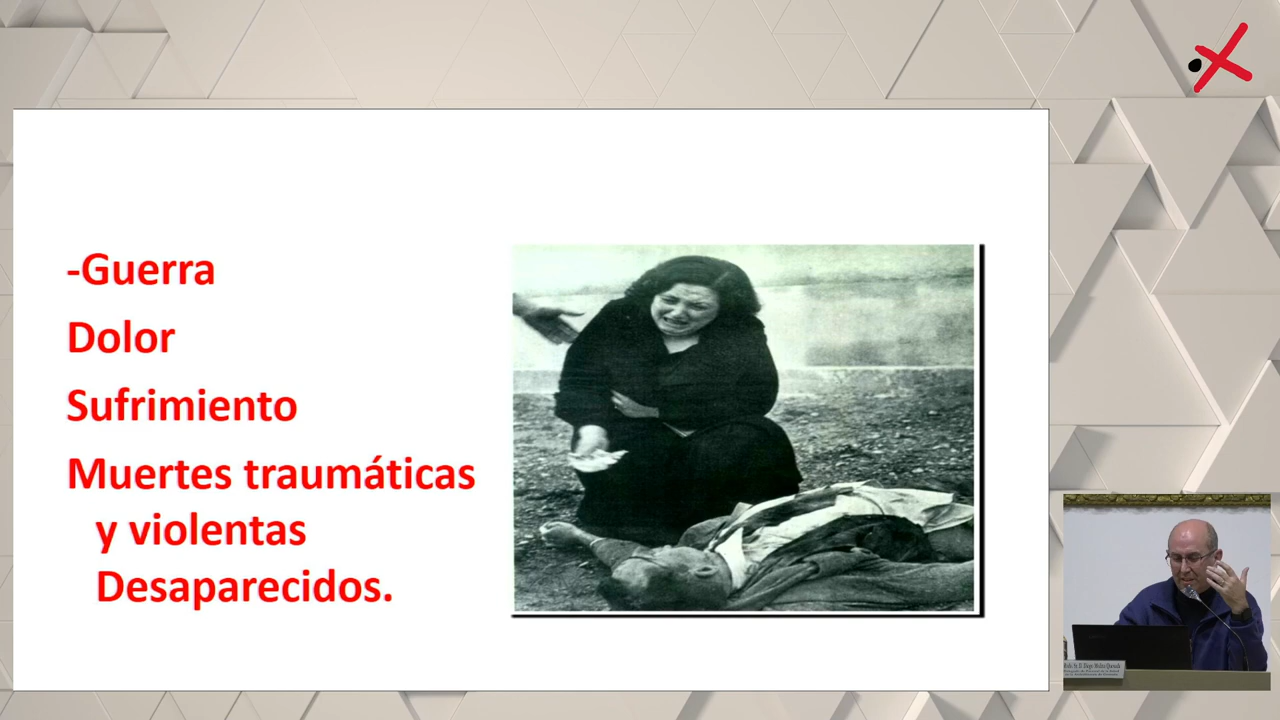 -Guerra
Dolor
Sufrimiento
Muertes traumáticas
y violentas
Desaparecidos.